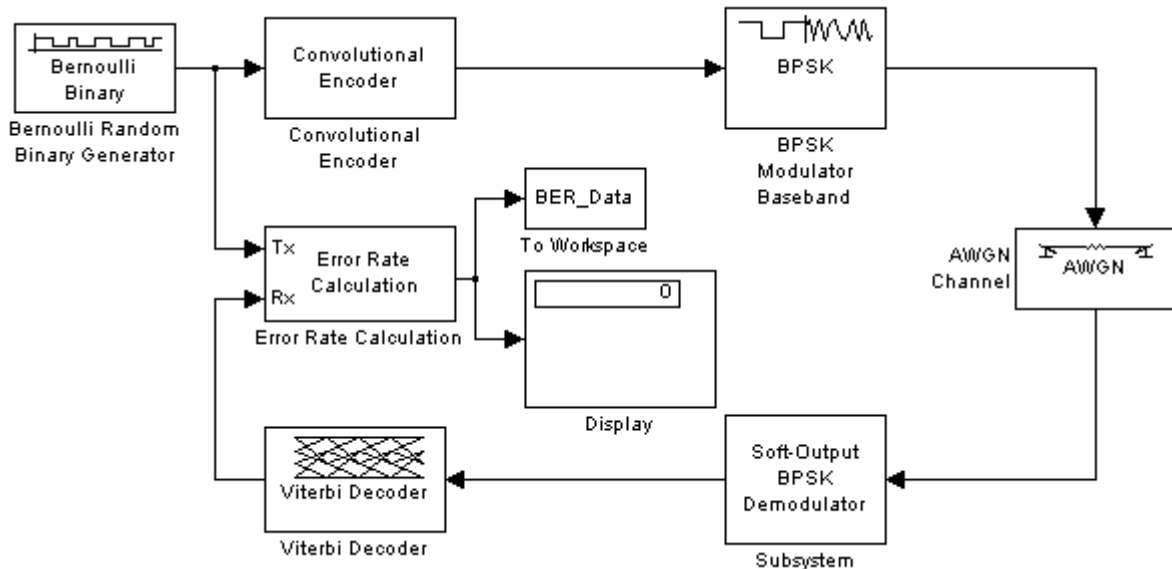 Bernoulli
Binary
Bernoulli Random
Binary Generator
Convolutional
Encoder
Convolutional
Encoder
BPSK
BPSK
Modulator
Baseband
AWGN
Channel
AWGN
Tx
Rx
Error Rate
Calculation
Error Rate Calculation
BER_Data
To Workspace
0
Display
Viterbi Decoder
Viterbi Decoder
Soft-Output
BPSK
Demodulator
Subsystem